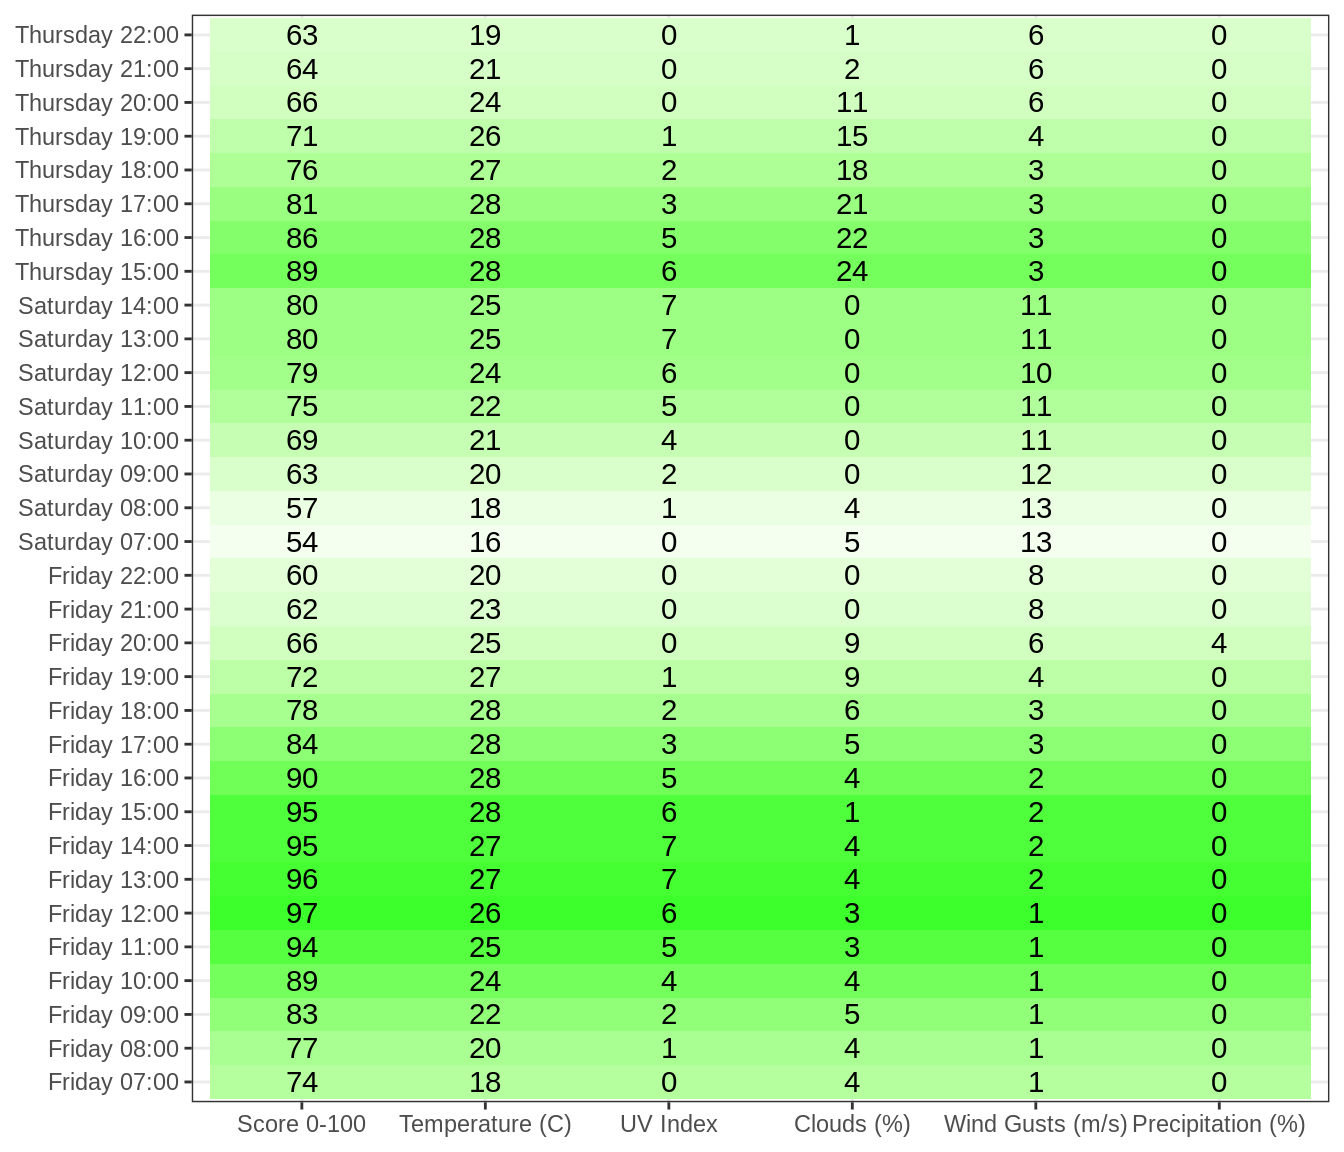 Thursday 22:00 63 19 0 1 6 0
Thursday 21:00 64 21 0 2 6 0
Thursday 20:00 66 24 0 11 6 0
Thursday 19:00 71 26 1 15 4 0
Thursday 18:00 76 27 2 18 3 0
Thursday 17:00 81 28 3 21 3 0
Thursday 16:00 86 28 5 22 3 0
Thursday 15:00 89 28 6 24 3 0
Saturday 14:00 80 25 7 0 11 0
Saturday 13:00 80 25 7 0 11 0
Saturday 12:00 79 24 6 0 10 0
Saturday 11:00 75 22 5 0 11 0
Saturday 10:00 69 21 4 0 11 0
Saturday 09:00 63 20 2 0 12 0
Saturday 08:00 57 18 1 4 13 0
Saturday 07:00 54 16 0 5 13 0
Friday 22:00 60 20 0 0 8 0
Friday 21:00 62 23 0 0 8 0
Friday 20:00 66 25 0 9 6 4
Friday 19:00 72 27 1 9 4 0
Friday 18:00 78 28 2 6 3 0
Friday 17:00 84 28 3 5 3 0
Friday 16:00 90 28 5 4 2 0
Friday 15:00 95 28 6 1 2 0
Friday 14:00 95 27 7 4 2 0
Friday 13:00 96 27 7 4 2 0
Friday 12:00 97 26 6 3 1 0
Friday 11:00 94 25 5 3 1 0
Friday 10:00 89 24 4 4 1 0
Friday 09:00 83 22 2 5 1 0
Friday 08:00 77 20 1 4 1 0
Friday 07:00 74 18 0 4 1 0
Score 0-100 Temperature (C) UV Index Clouds (%) Wind Gusts (m/s) Precipitation (%)